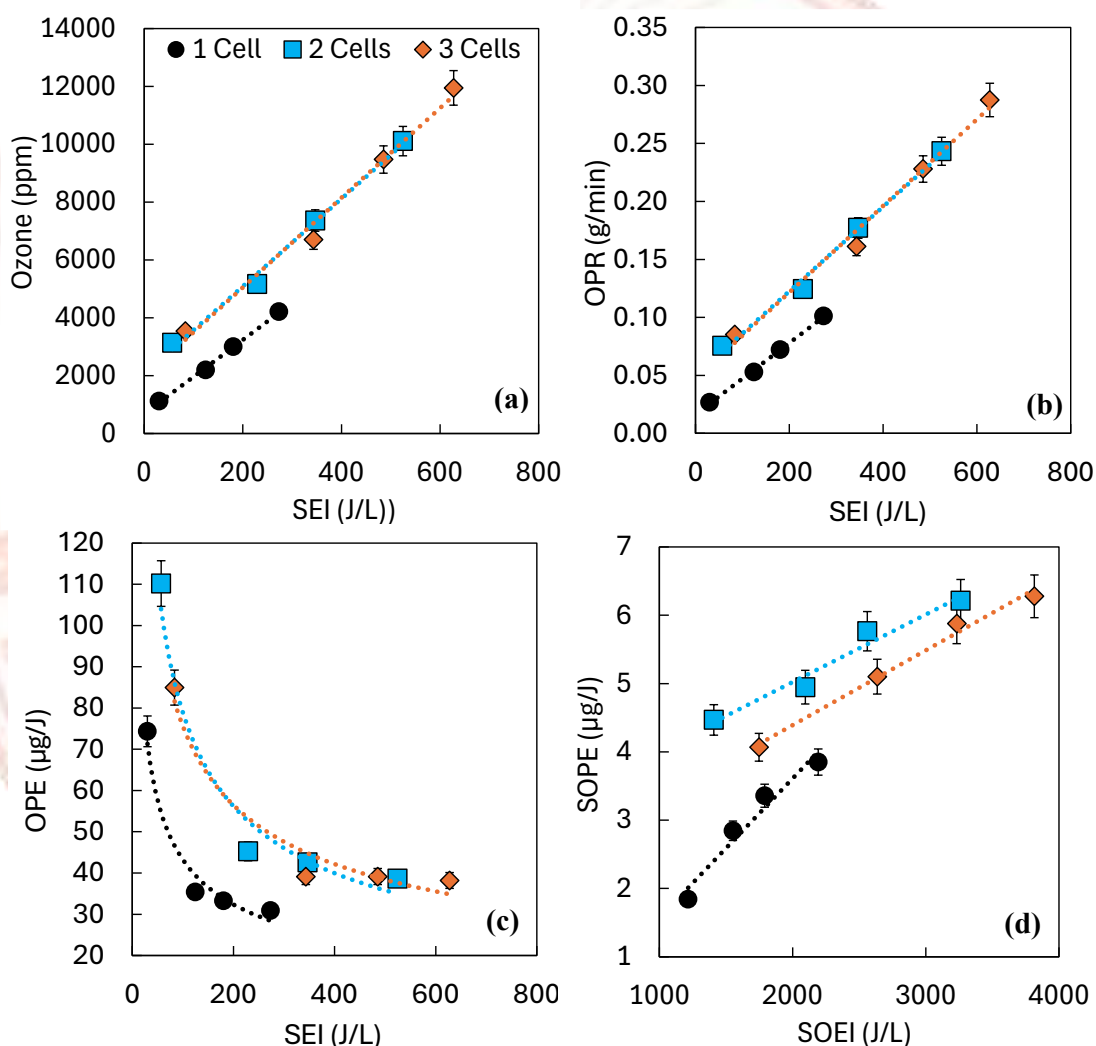 1 Cell 2 Cells 3 Cells
Ozone (ppm)
14000
12000
10000
8000
6000
4000
2000
0
0 200 400 600 800
SEI (J/L))
(a)
OPR (g/min)
0.35
0.30
0.25
0.20
0.15
0.10
0.05
0.00
0 200 400 600 800
SEI (J/L)
(b)
OPE (µg/J)
120
110
100
90
80
70
60
50
40
30
20
0 200 400 600 800
SEI (J/L)
(c)
SOPE (µg/J)
7
6
5
4
3
2
1
1000 2000 3000 4000
SOEI (J/L)
(d)